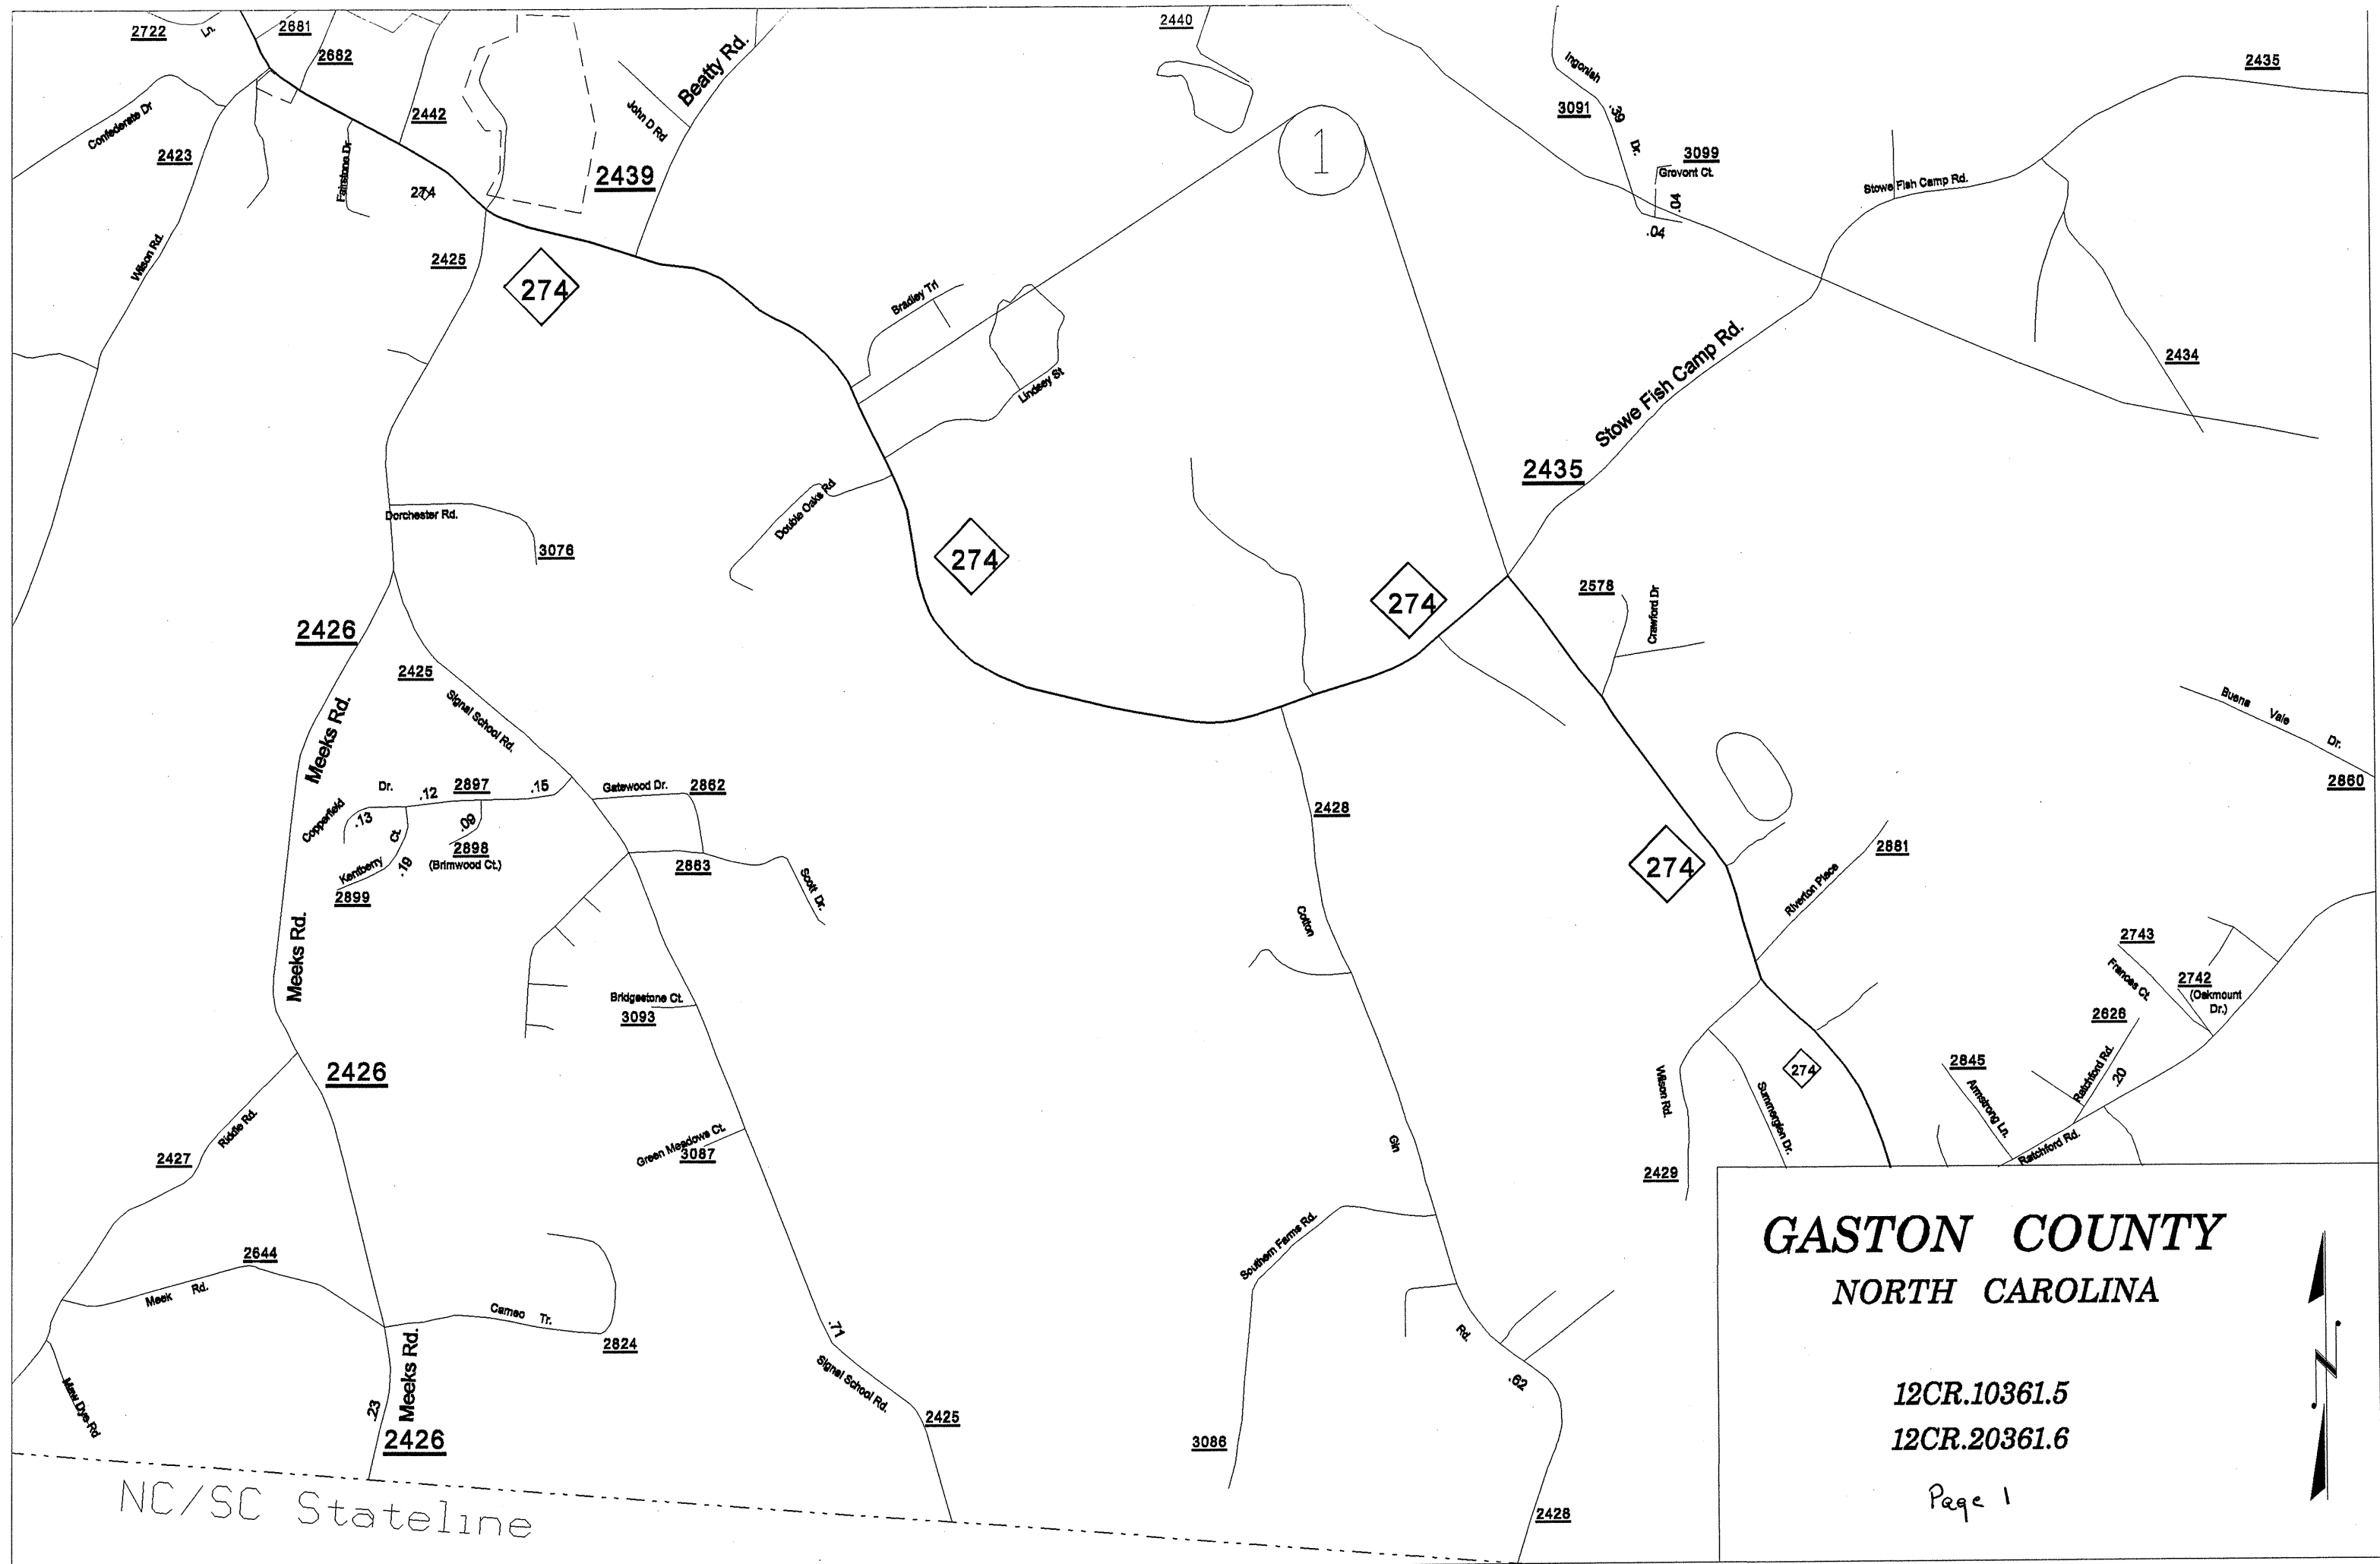 2722
St.
2681
2682
2440
2435
Beatty Rd.
John D Rd
Ingonish
3091
.39
Dr.
3099
Grovont Ct.
.04
.04
Confederate Dr
2442
2423
Fallstone Dr
274
2439
1
Stowe Fish Camp Rd.
Wilson Rd.
2425
274
Bradley Trl
Lindsey St
Stowe Fish Camp Rd.
2434
2435
Double Oaks Rd
Dorchester Rd.
3076
274
274
2578
Crawford Dr
2426
2425
Signal School Rd.
Meeks Rd.
Buena Vale Dr.
2860
Copperfield Dr.
.13
.12
2897
.15
Gatewood Dr.
2862
2428
Kentberry Ct.
.19
.09
2898
(Brimwood Ct.)
2899
2883
Scott Dr.
274
2881
Riverton Place
Meeks Rd.
Cotton
2743
Frances Ct.
2742
(Oakmount
Dr.)
Bridgestone Ct.
3093
2628
2426
2845
Armstrong Ln.
Ratchford Rd.
.20
Ratchford Rd.
274
Wilson Rd.
Summerglen Dr.
2429
Riddle Rd.
2427
Green Meadows Ct.
3087
Gin
Southern Farms Rd.
2644
Meek Rd.
Cameo Tr.
2824
.71
Signal School Rd.
Rd.
.62
Maw Dye Rd
.23
Meeks Rd.
2426
2425
3086
2428
NC/SC Stateline
GASTON COUNTY
NORTH CAROLINA
12CR.10361.5
12CR.20361.6
Page 1